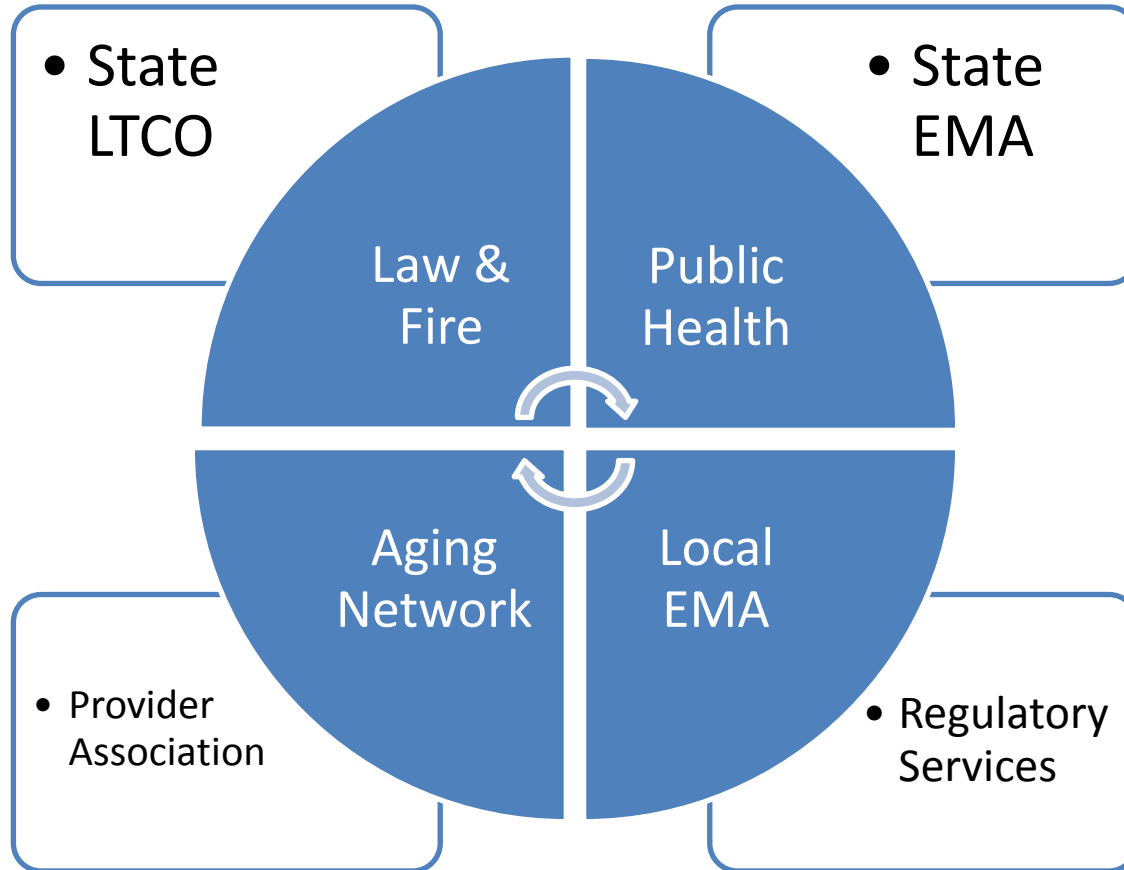 • State
LTCO
• State
EMA
Law &
Fire
Public
Health
Aging
Network
Local
EMA
• Provider
Association
• Regulatory
Services